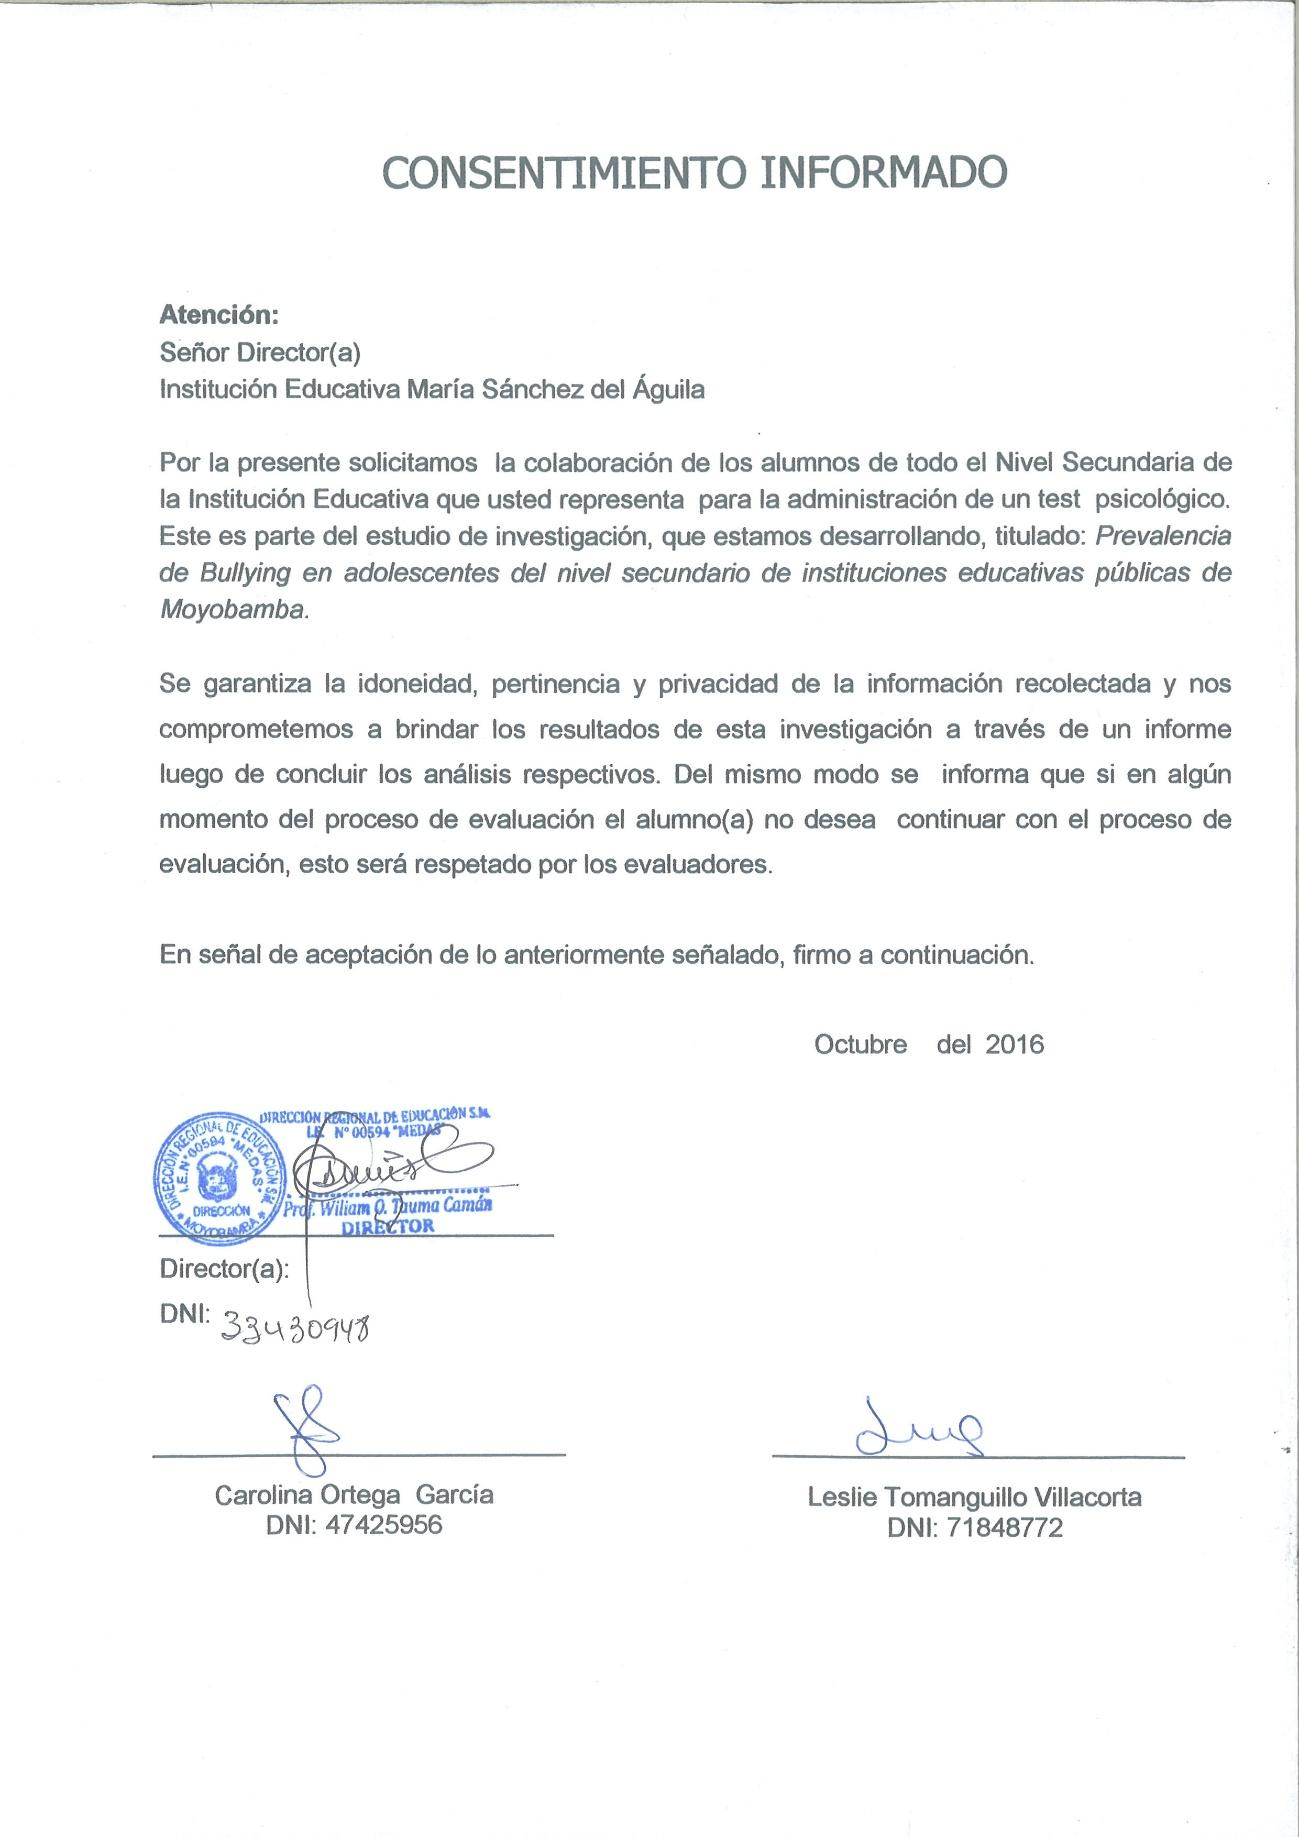 CONSENTIMIENTO INFORMADO
Atención:
Señor Director(a)
Institución Educativa María Sánchez del Águila
Por la presente solicitamos la colaboración de los alumnos de todo el Nivel Secundaria de
la Institución Educativa que usted representa para la administración de un test psicológico.
Este es parte del estudio de investigación, que estamos desarrollando, titulado: Prevalencia
de Bullying en adolescentes del nivel secundario de instituciones educativas públicas de
Moyobamba.
Se garantiza la idoneidad, pertinencia y privacidad de la información recolectada y nos
comprometemos a brindar los resultados de esta investigación a través de un informe
luego de concluir los análisis respectivos. Del mismo modo se informa que si en algún
momento del proceso de evaluación el alumno(a) no desea continuar con el proceso de
evaluación, esto será respetado por los evaluadores.
En señal de aceptación de lo anteriormente señalado, firmo a continuación.
Octubre del 2016
DIRECCIÓN REGIONAL DE EDUCACIÓN S.M.
I.E.N°00594 "MEDAS"
DIRECCIÓN
MOYOBAMBA
DIRECCIÓN REGIONAL DE EDUCACIÓN S.M.
I.E. N° 00594 "MEDAS"
Prof. Wiliam O. Tauma Camán
DIRECTOR
Director(a):
DNI: 33430948
Carolina Ortega García
DNI: 47425956
Leslie Tomanguillo Villacorta
DNI: 71848772